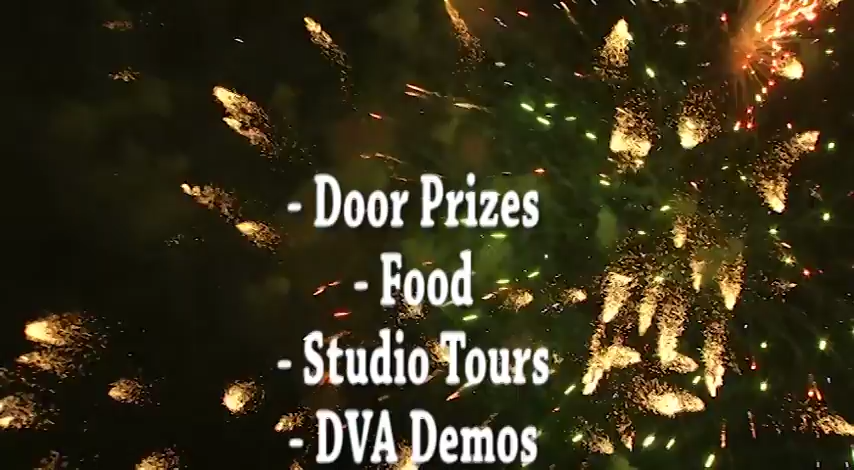 - Door Prizes
- Food
- Studio Tours
- DVA Demos